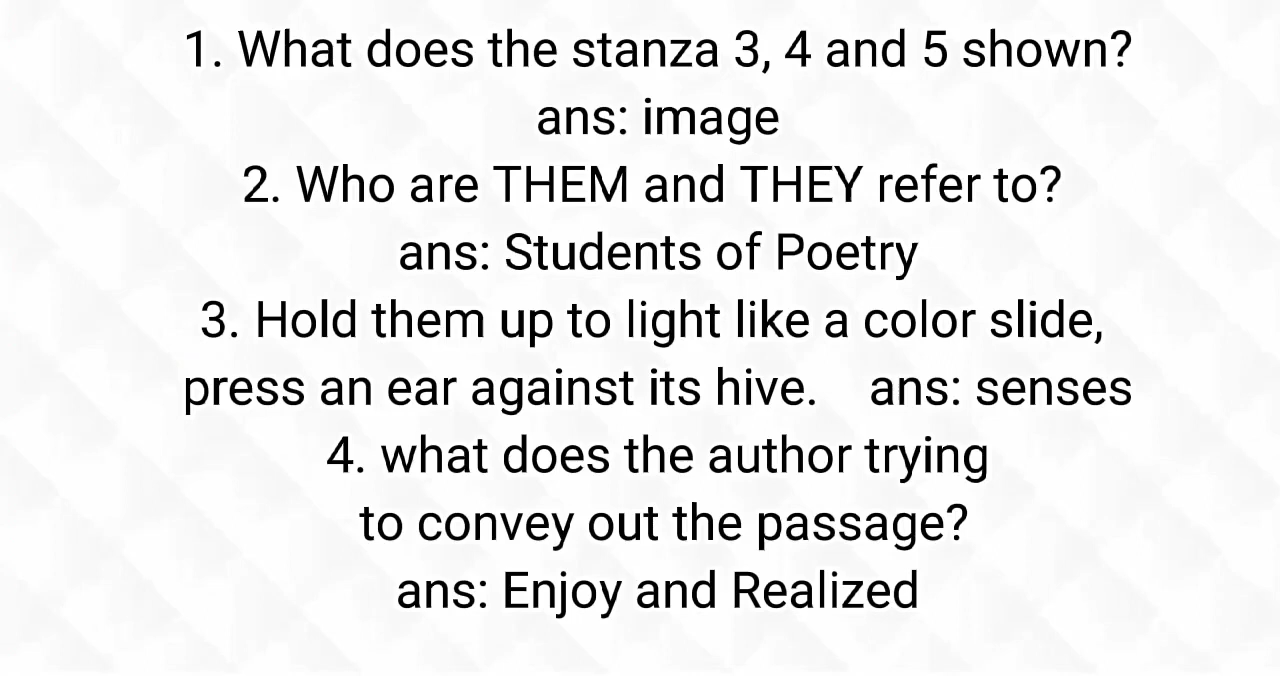 1. What does the stanza 3, 4 and 5 shown?
ans: image
2. Who are THEM and THEY refer to?
ans: Students of Poetry
3. Hold them up to light like a color slide,
press an ear against its hive. ans: senses
4. what does the author trying
to convey out the passage?
ans: Enjoy and Realized